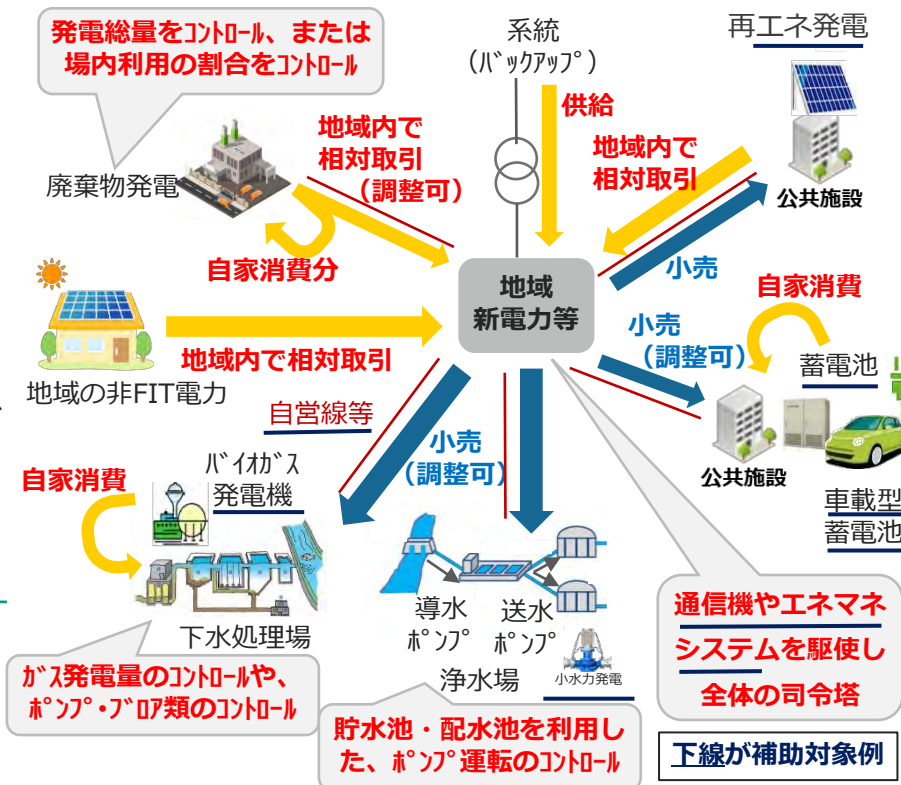 発電総量をｺﾝﾄﾛｰﾙ、または
場内利用の割合をｺﾝﾄﾛｰﾙ
系統
(ﾊﾞｯｸｱｯﾌﾟ)
再エネ発電
供給
地域内で
相対取引
（調整可）
地域内で
相対取引
廃棄物発電
公共施設
自家消費分
小売
地域
新電力等
自家消費
小売
（調整可）
地域内で相対取引
蓄電池
地域の非FIT電力
自営線等
小売
（調整可）
ﾊﾞｲｵｶﾞｽ
発電機
自家消費
公共施設
車載型
蓄電池
導水
ﾎﾟﾝﾌﾟ
送水
ﾎﾟﾝﾌﾟ
下水処理場
浄水場
小水力発電
通信機やエネマネ
システムを駆使し
全体の司令塔
ｶﾞｽ発電量のｺﾝﾄﾛｰﾙや、
ﾎﾟﾝﾌﾟ・ﾌﾞﾛｱ類のｺﾝﾄﾛｰﾙ
貯水池・配水池を利用し
た、ﾎﾟﾝﾌﾟ運転のｺﾝﾄﾛｰﾙ
下線が補助対象例